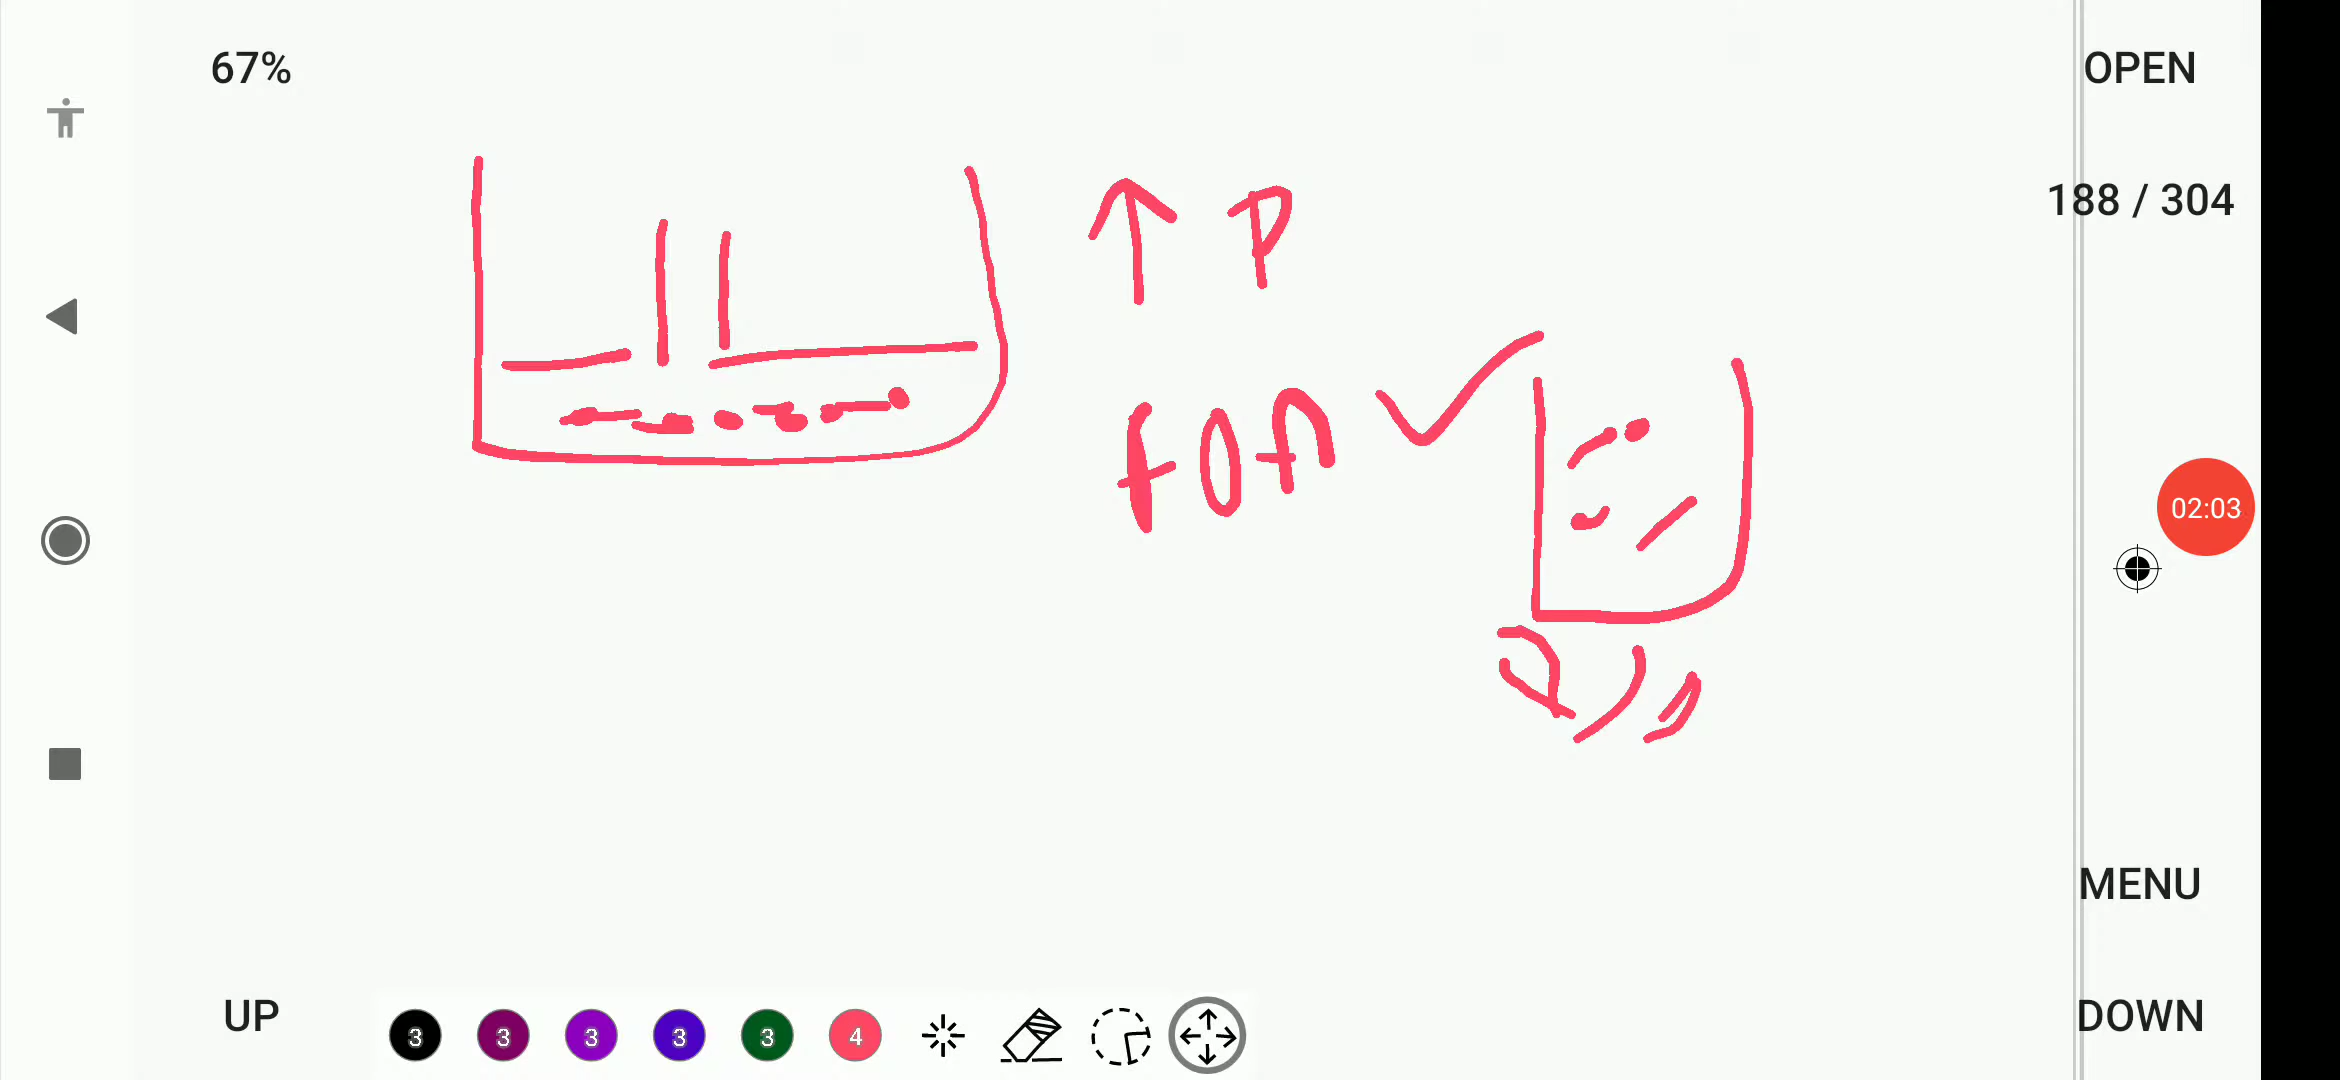 67%
OPEN
188 / 304
↑ P
fon
02:03
MENU
UP
3 3 3 3 3 4
DOWN